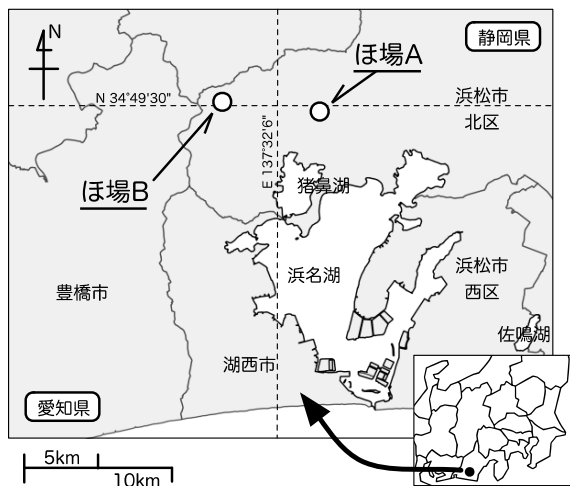 N
静岡県
ほ場A
N 34°49'30"
浜松市
北区
E 137°32'6"
ほ場B
猪鼻湖
浜名湖
浜松市
西区
豊橋市
佐鳴湖
湖西市
愛知県
5km
10km